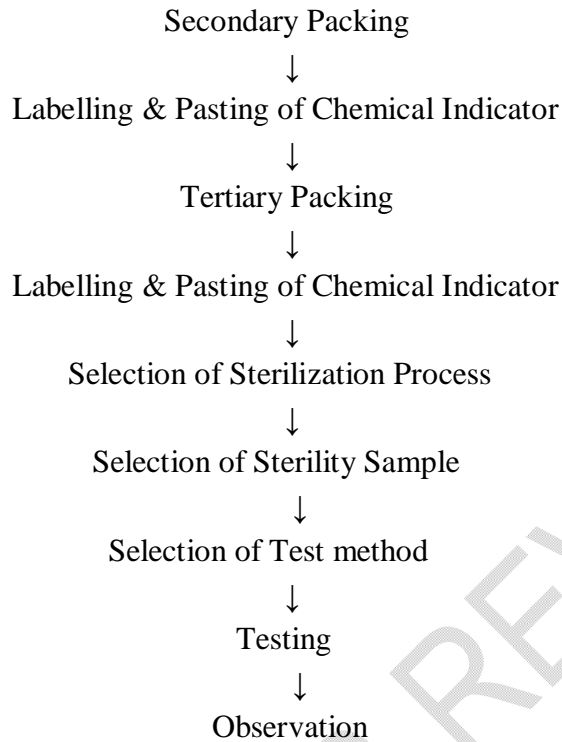 Secondary Packing
↓
Labelling & Pasting of Chemical Indicator
↓
Tertiary Packing
↓
Labelling & Pasting of Chemical Indicator
↓
Selection of Sterilization Process
↓
Selection of Sterility Sample
↓
Selection of Test method
↓
Testing
↓
Observation